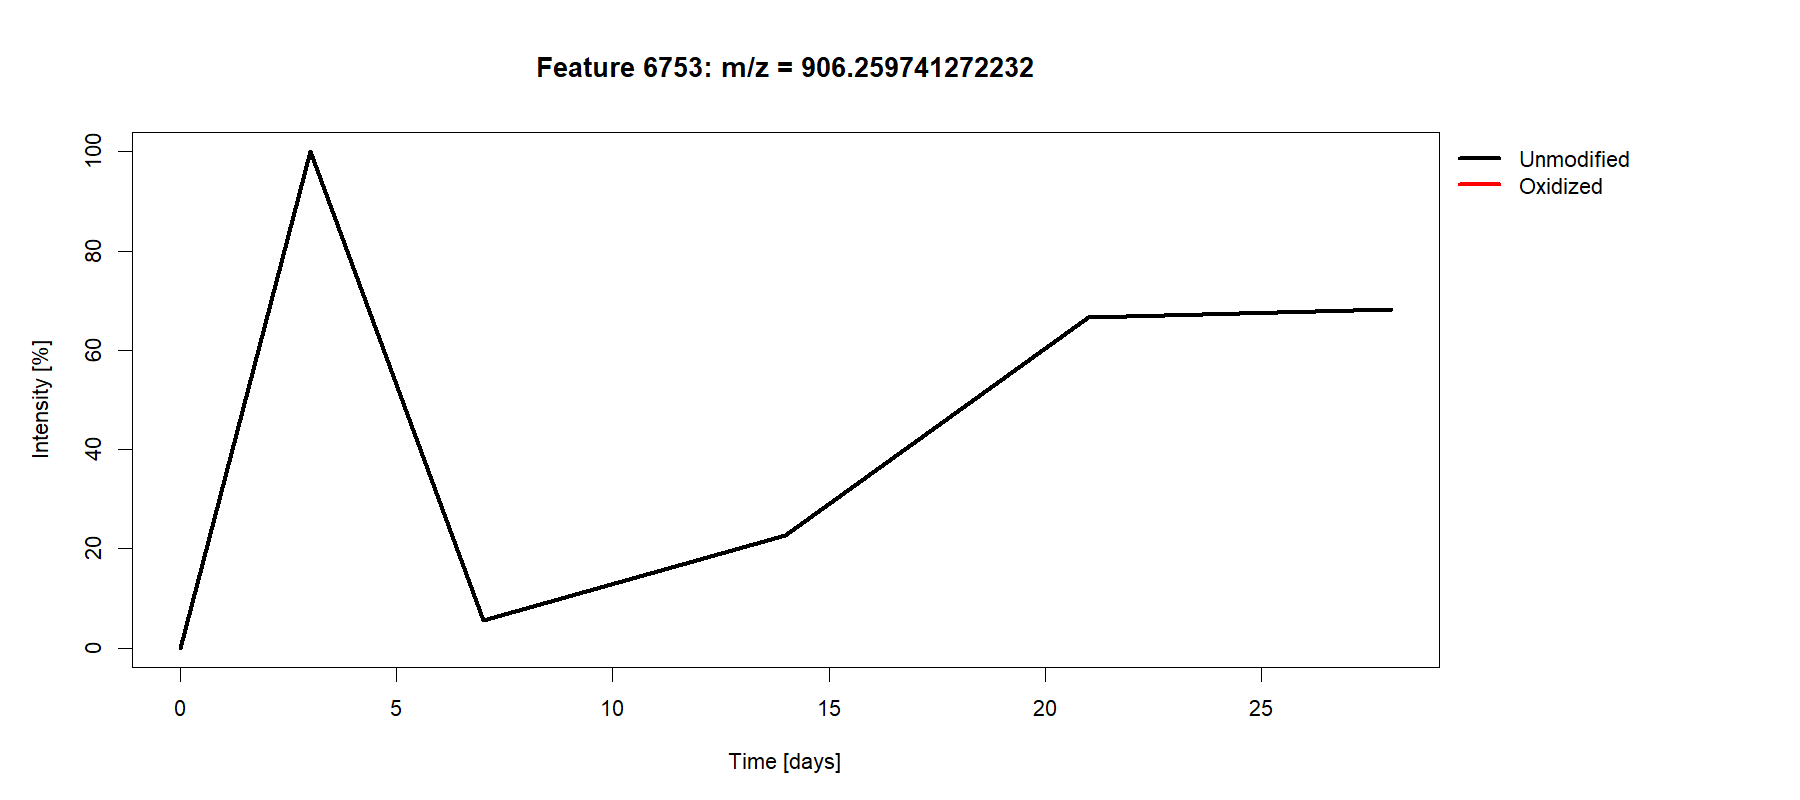 Feature 6753: m/z = 906.259741272232
Unmodified
Oxidized
Intensity [%]
100
80
60
40
20
0
0 5 10 15 20 25
Time [days]